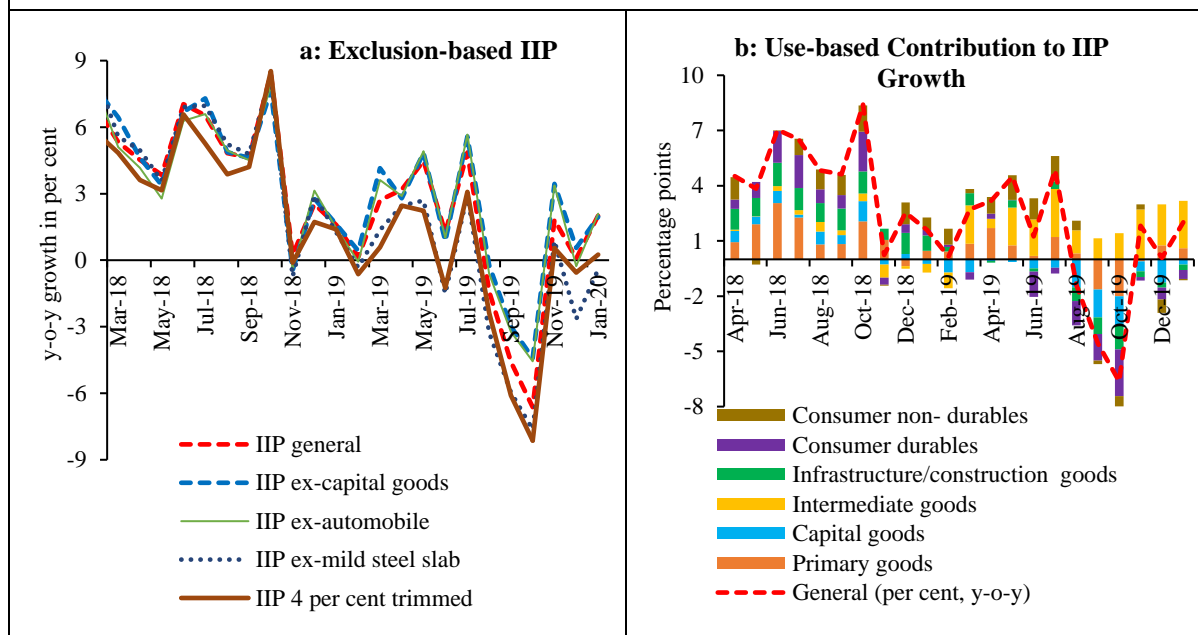 a: Exclusion-based IIP
y-o-y growth in per cent
9
6
3
0
-3
-6
-9
Mar-18
May-18
Jul-18
Sep-18
Nov-18
Jan-19
Mar-19
May-19
Jul-19
Sep-19
Nov-19
Jan-20
IIP general
IIP ex-capital goods
IIP ex-automobile
IIP ex-mild steel slab
IIP 4 per cent trimmed
b: Use-based Contribution to IIP
Growth
Percentage points
10
7
4
1
-2
-5
-8
Apr-18
Jun-18
Aug-18
Oct-18
Dec-18
Feb-19
Apr-19
Jun-19
Aug-19
Oct-19
Dec-19
Consumer non- durables
Consumer durables
Infrastructure/construction goods
Intermediate goods
Capital goods
Primary goods
General (per cent, y-o-y)